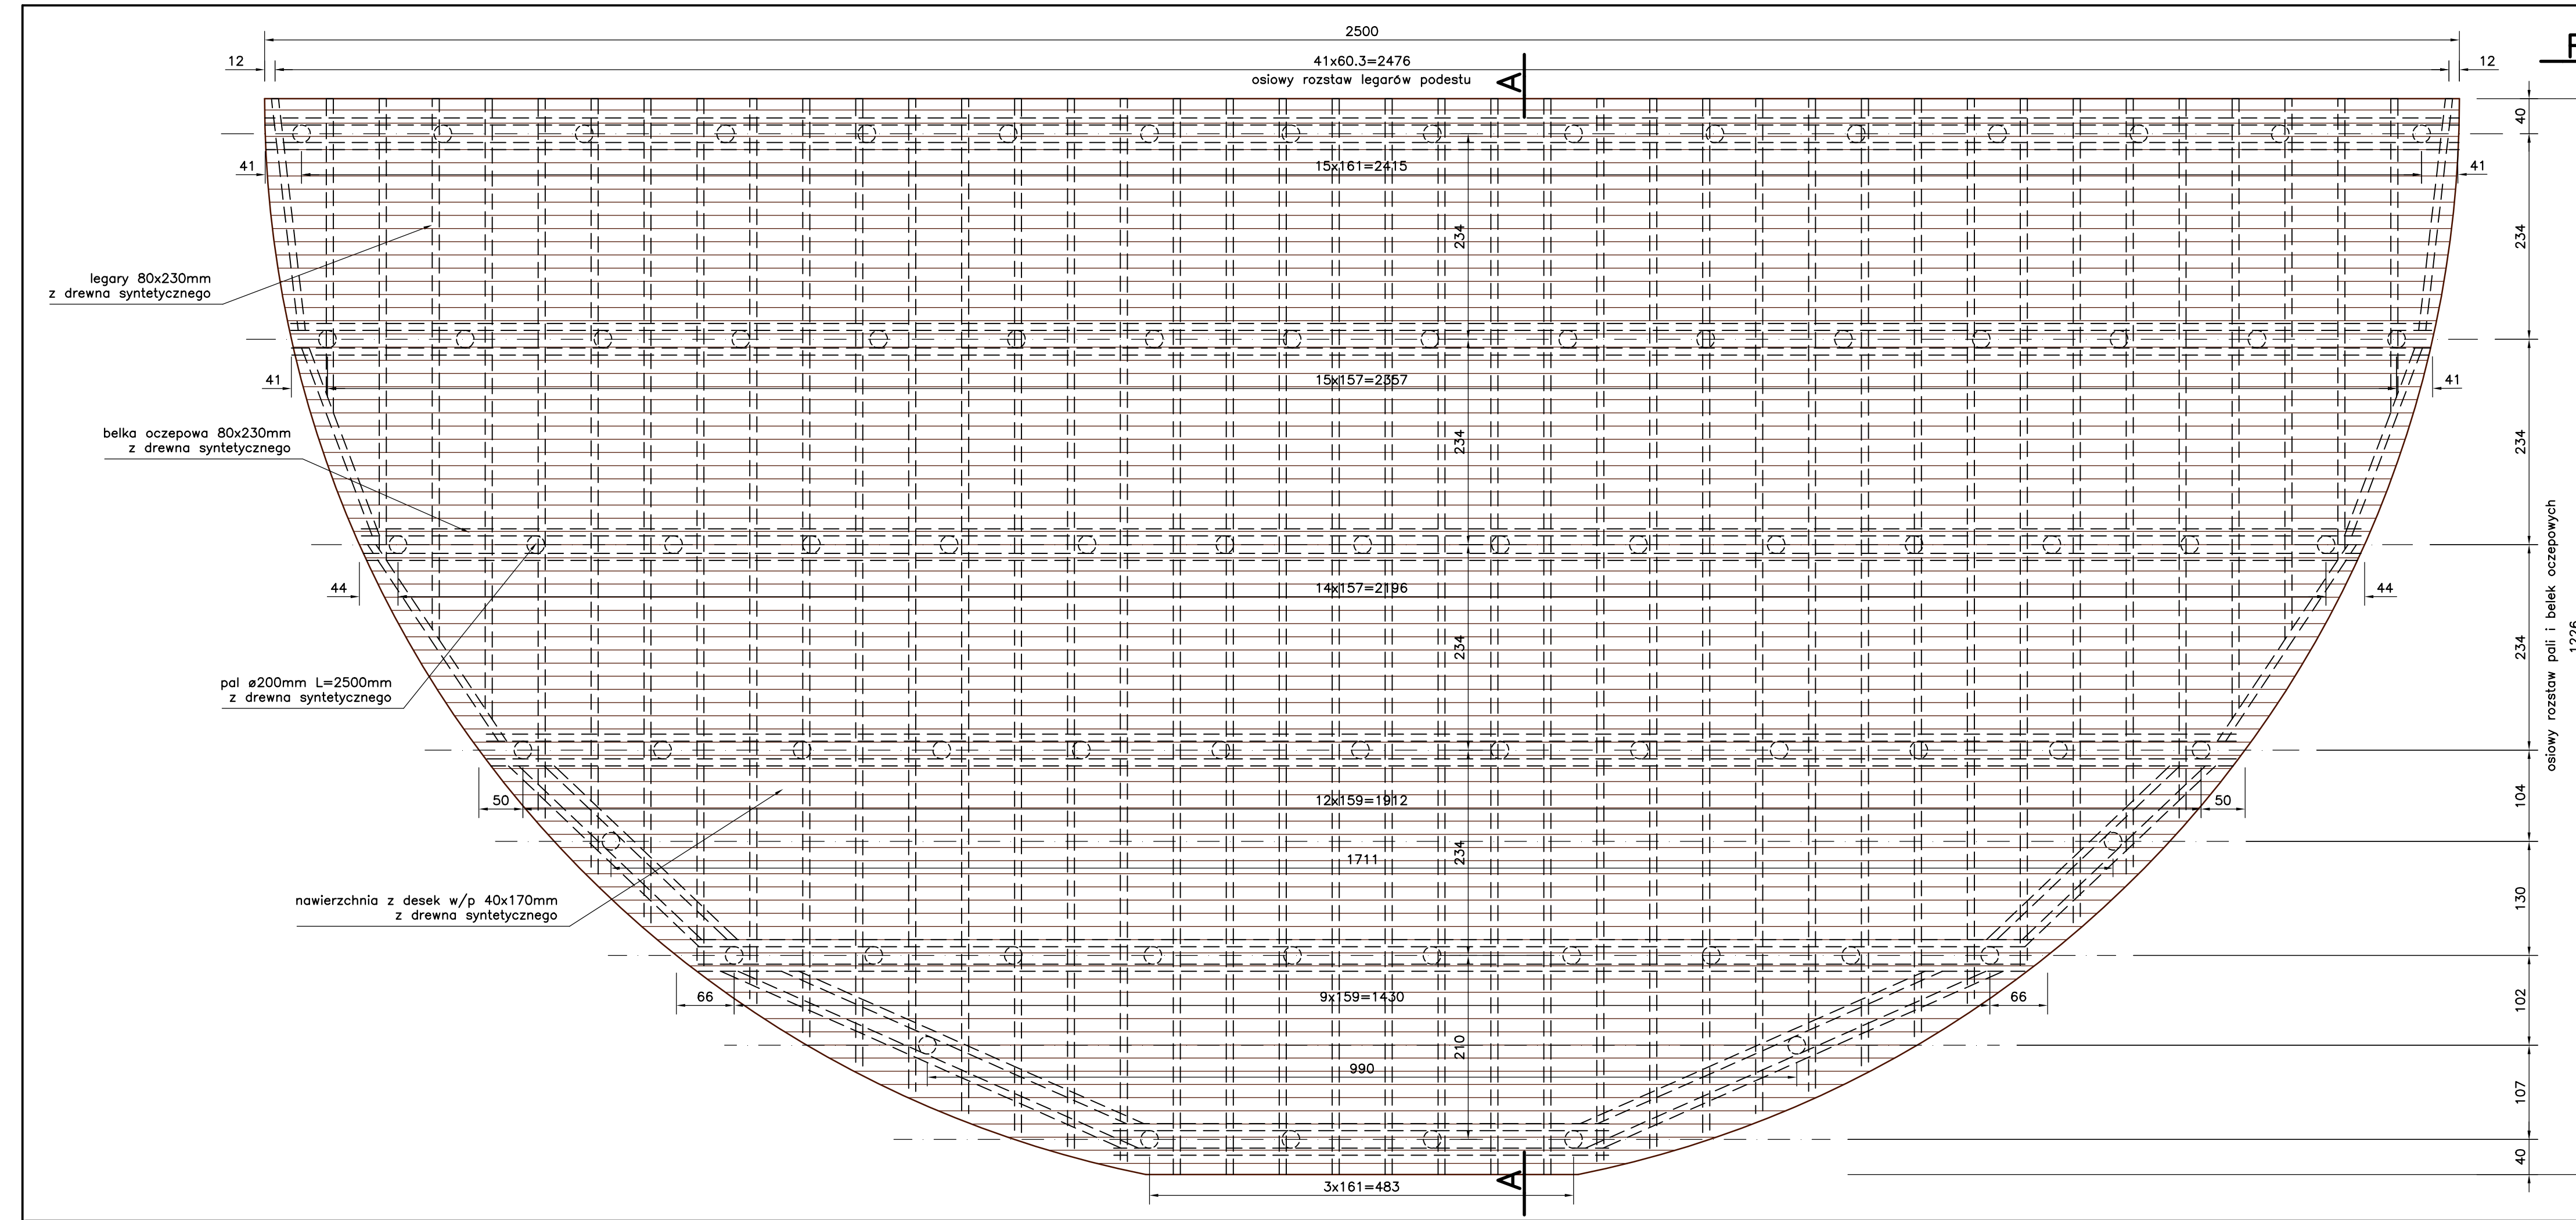 2500
12
41x60.3=2476
12
osiowy rozstaw legarów podestu
A
40
41
15x161=2415
41
234
234
legary 80x230mm
z drewna syntetycznego
41
15x157=2357
41
belka oczepowa 80x230mm
z drewna syntetycznego
234
234
44
14x157=2196
44
osiowy rozstaw pali i belek oczepowych
1226
234
234
pal ø200mm L=2500mm
z drewna syntetycznego
50
12x159=1912
50
104
1711
234
nawierzchnia z desek w/p 40x170mm
z drewna syntetycznego
130
66
9x159=1430
66
102
210
990
107
40
A
3x161=483